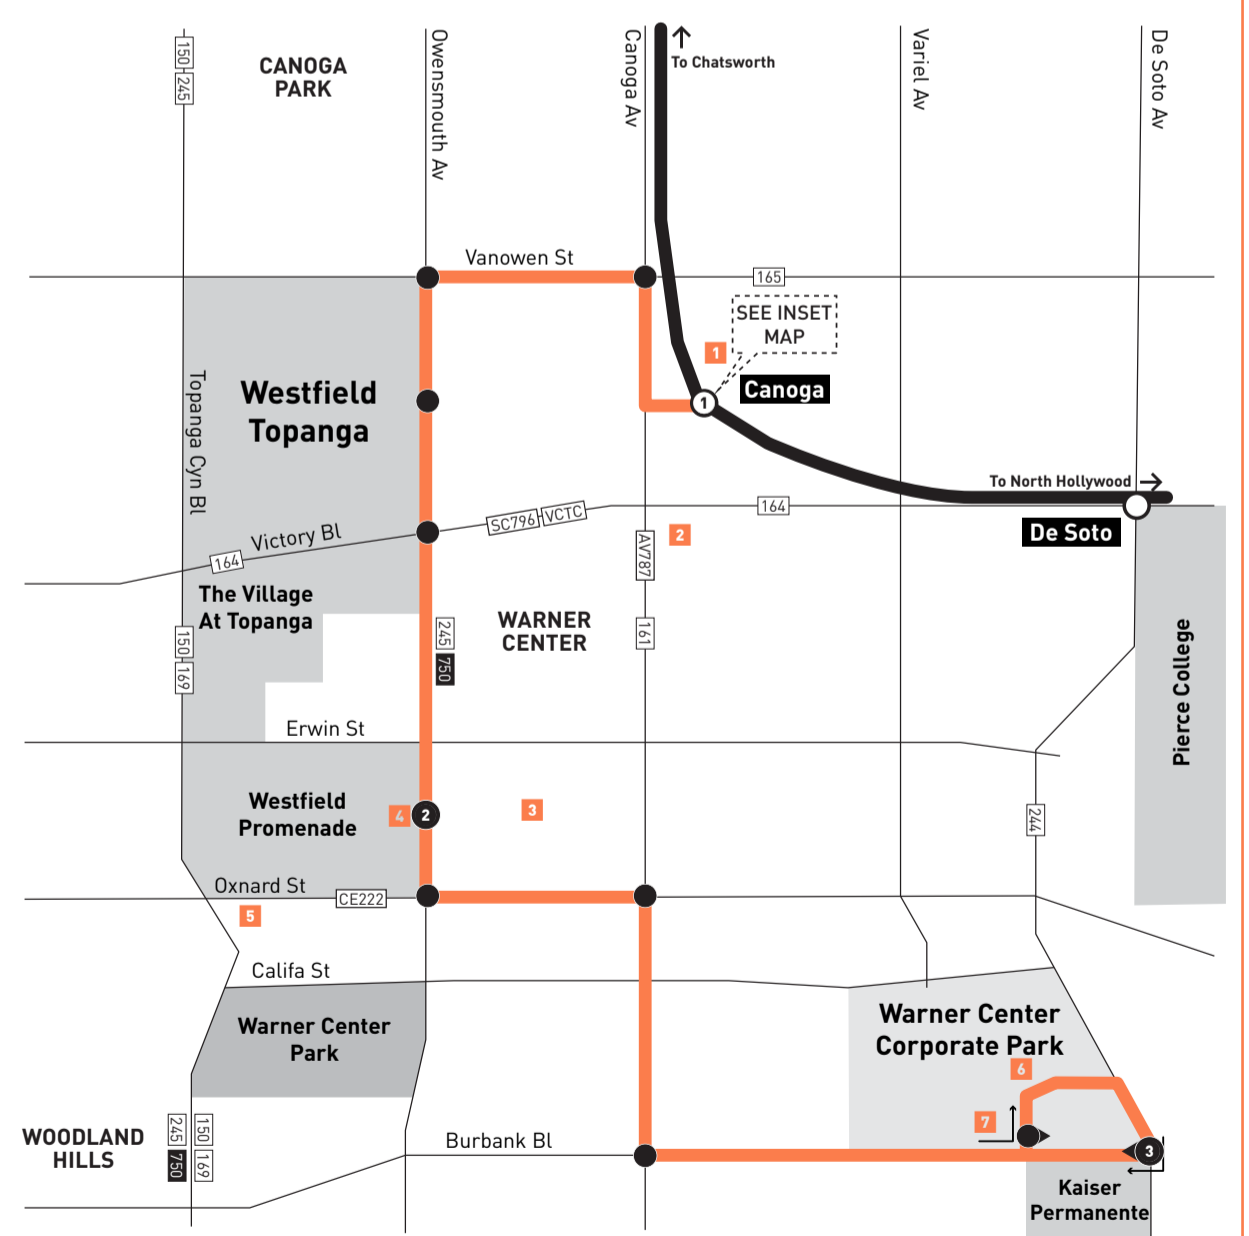 150
245
CANOGA
PARK
Owensmouth Av
Canoga Av
To Chatsworth
Variel Av
De Soto Av
Vanowen St
165
SEE INSET
MAP
1
Canoga
1
Topanga Cyn Bl
Westfield
Topanga
To North Hollywood
164
SC796
VCTC
De Soto
Victory Bl
164
AV787
2
The Village
At Topanga
WARNER
CENTER
245
750
161
150
169
Pierce College
Erwin St
Westfield
Promenade
4
2
3
244
Oxnard St
CE222
5
Califa St
Warner Center
Park
Warner Center
Corporate Park
6
7
WOODLAND
HILLS
245
750
150
169
Burbank Bl
3
Kaiser
Permanente